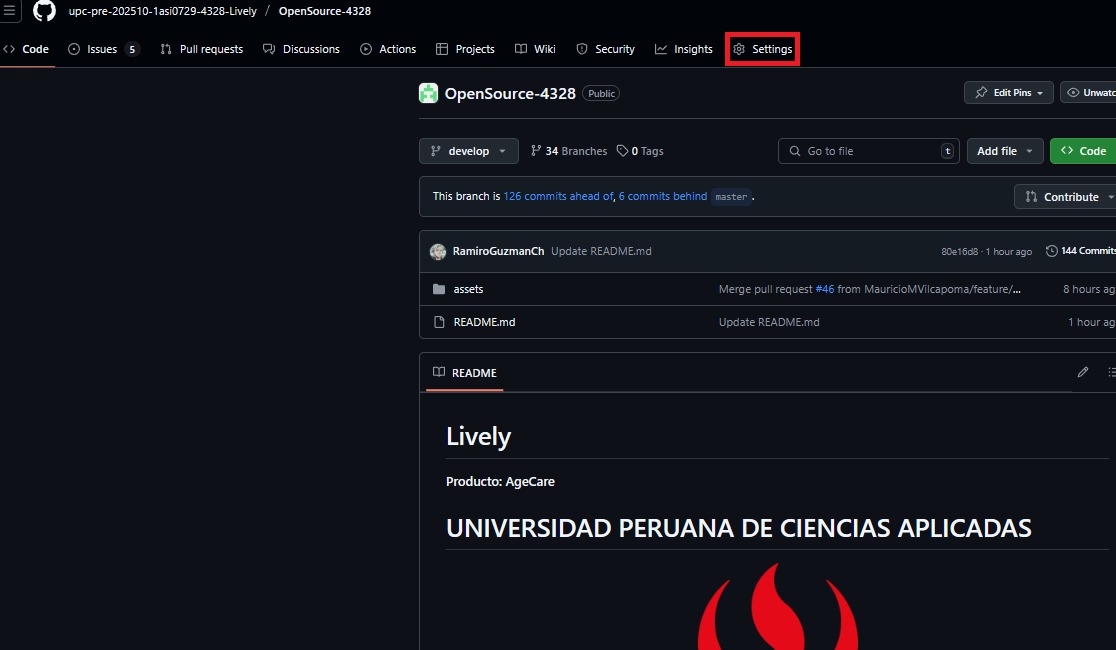 upc-pre-202510-1asi0729-4328-Lively / OpenSource-4328
Code Issues 5 Pull requests Discussions Actions Projects Wiki Security Insights Settings
OpenSource-4328 Public Edit Pins Unwatc
develop 34 Branches 0 Tags Go to file t Add file Code
This branch is 126 commits ahead of, 6 commits behind master .
Contribute
RamiroGuzmanCh Update README.md 80e16d8 · 1 hour ago 144 Commits
assets Merge pull request #46 from MauricioMVilcapoma/feature/... 8 hours ag
README.md Update README.md 1 hour ag
README
Lively
Producto: AgeCare
UNIVERSIDAD PERUANA DE CIENCIAS APLICADAS